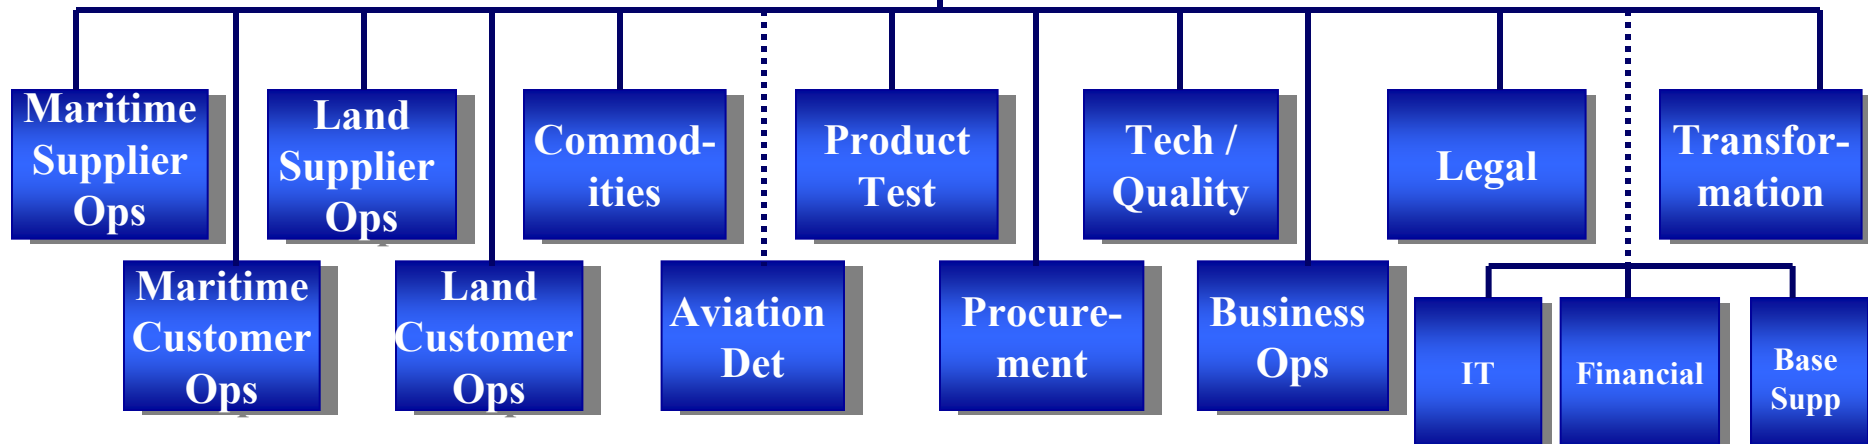 Maritime
Supplier
Ops
Land
Supplier
Ops
Commod-
ities
Product
Test
Tech /
Quality
Legal
Transfor-
mation
Maritime
Customer
Ops
Land
Customer
Ops
Aviation
Det
Procure-
ment
Business
Ops
IT
Financial
Base
Supp